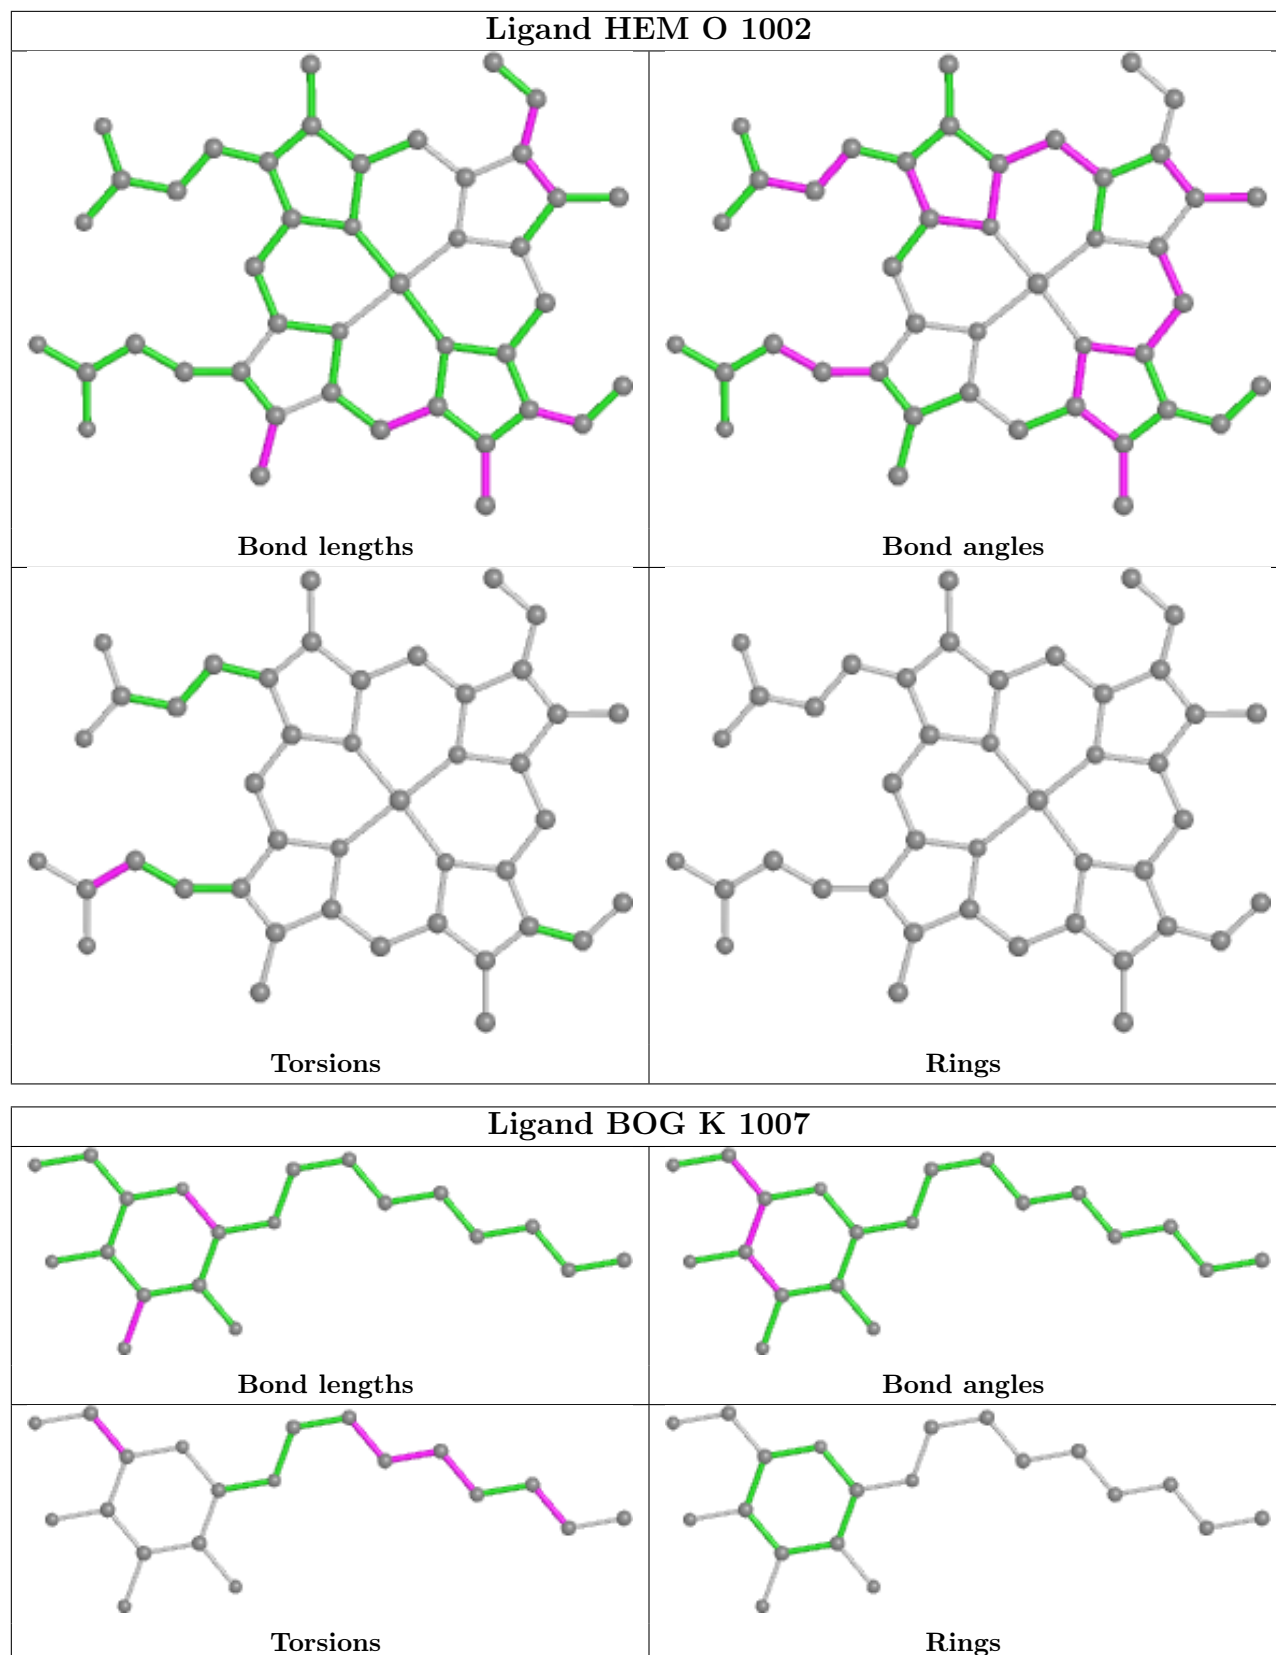 Ligand HEM O 1002
Bond lengths
Bond angles
Torsions
Rings
Ligand BOG K 1007
Bond lengths
Bond angles
Torsions
Rings